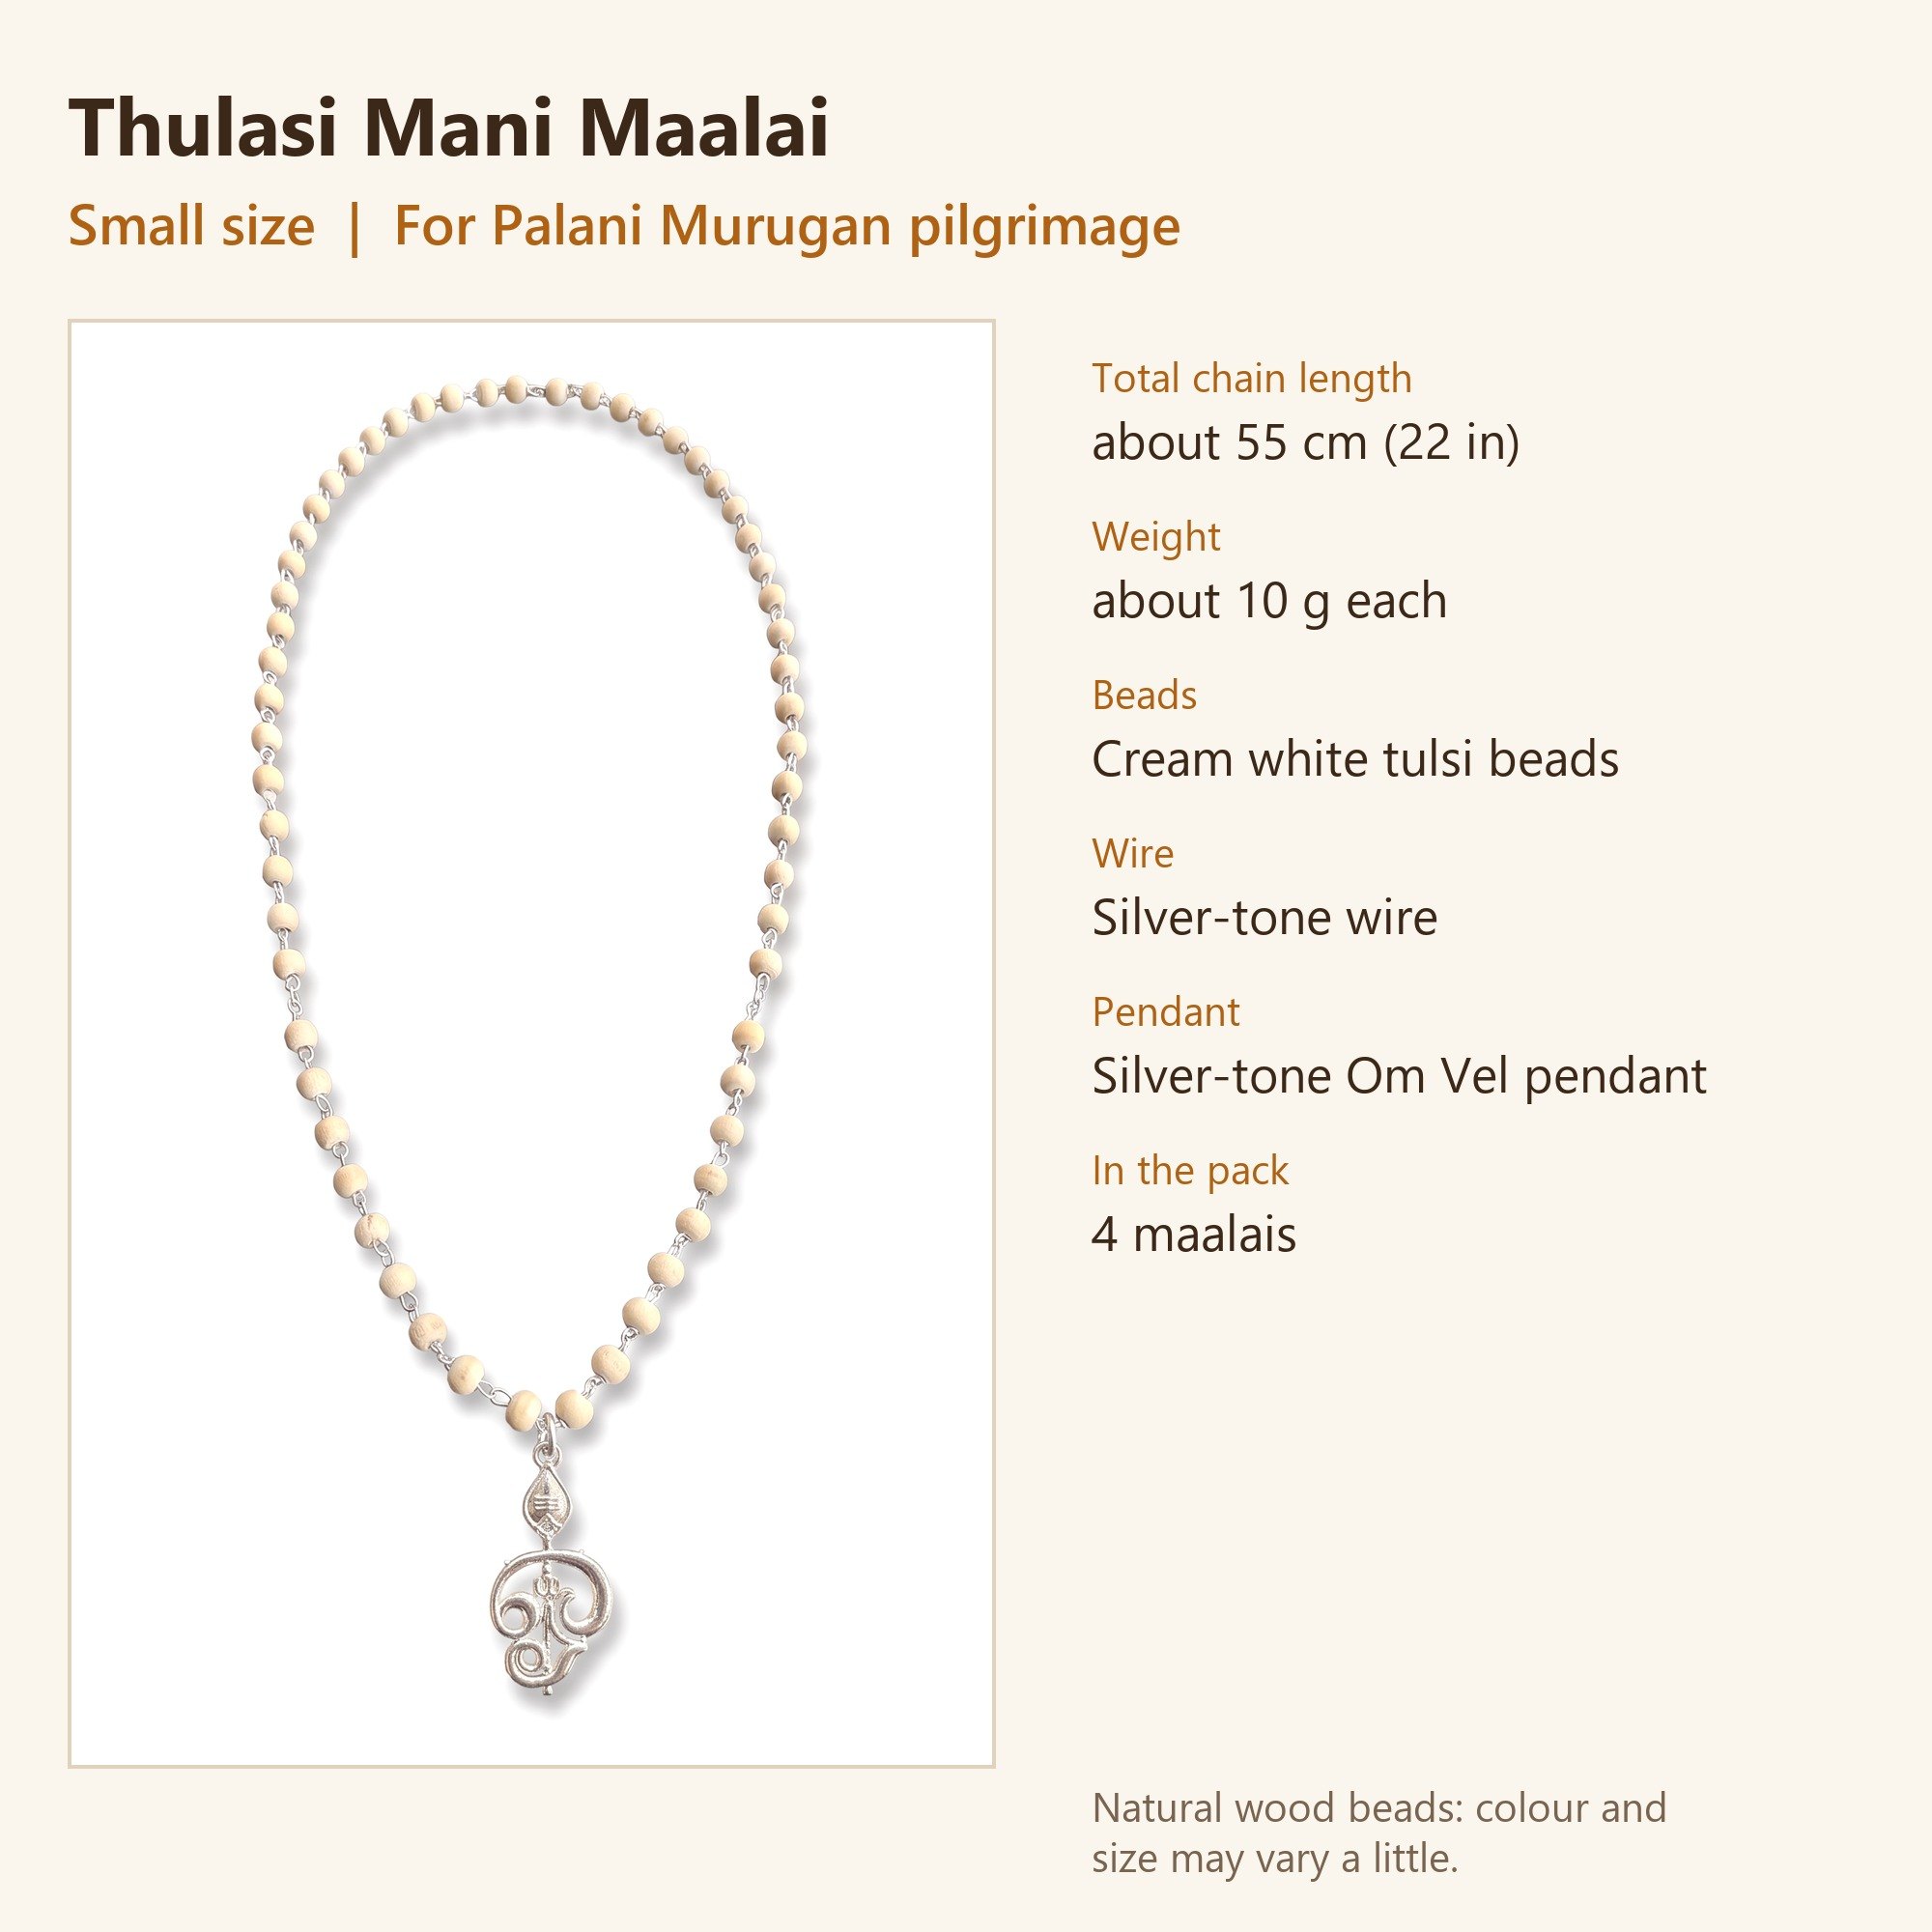 Thulasi Mani Maalai
Small size | For Palani Murugan pilgrimage
Total chain length
about 55 cm (22 in)
Weight
about 10 g each
Beads
Cream white tulsi beads
Wire
Silver-tone wire
Pendant
Silver-tone Om Vel pendant
In the pack
4 maalais
Natural wood beads: colour and
size may vary a little.